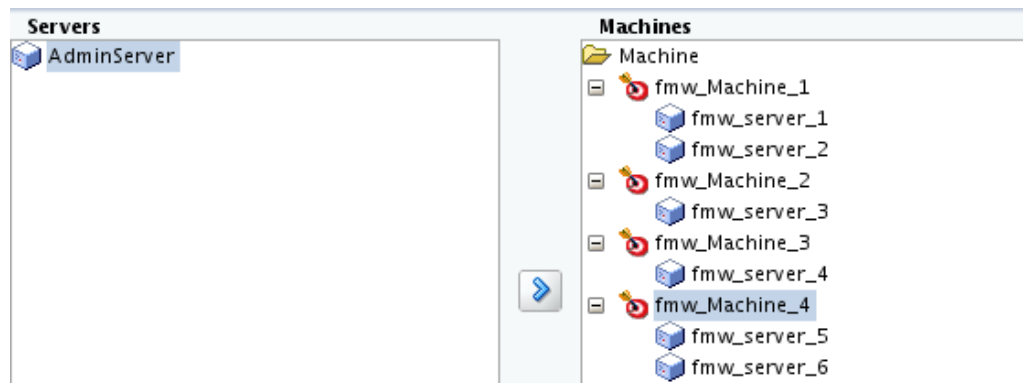 Servers
AdminServer
Machines
Machine
fmw_Machine_1
fmw_server_1
fmw_server_2
fmw_Machine_2
fmw_server_3
fmw_Machine_3
fmw_server_4
fmw_Machine_4
fmw_server_5
fmw_server_6